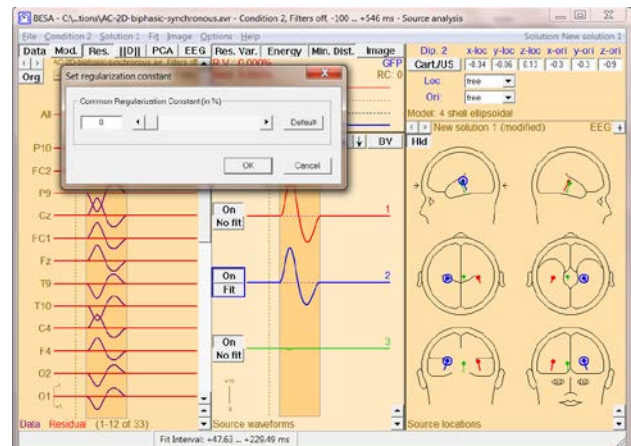 BESA - C:\...tions\AC-2D-biphasic-synchronous.avr - Condition 2, Filters off, -100 ... +546 ms - Source analysis
File Condition 2 Solution 1 Fit Image Options Help Solution: New solution 1
Data Mod. Res. ||D|| PCA EEG Res. Var. Energy Min. Dist. Image Dip. 2 x-loc y-loc z-loc x-ori y-ori z-ori
Org GFP Cart./US -0.34 -0.06 0.13 -0.3 -0.3 -0.9
R.V.: 0.000% RC: 0
Set regularization constant
Common Regularization Constant (in %)
0 Default
OK Cancel
Loc: free
Ori: free
Model: 4 shell ellipsoidal
New solution 1 (modified) EEG +
BV Hld
All
P10
FC2
P9
Cz
FC1
Fz
T9
T10
C4
F4
O2
O1
On
No fit
1
On
Fit
2
On
No fit
3
Data Residual (1-12 of 33) Source waveforms Source locations
Fit Interval: +47.63 ... +229.49 ms